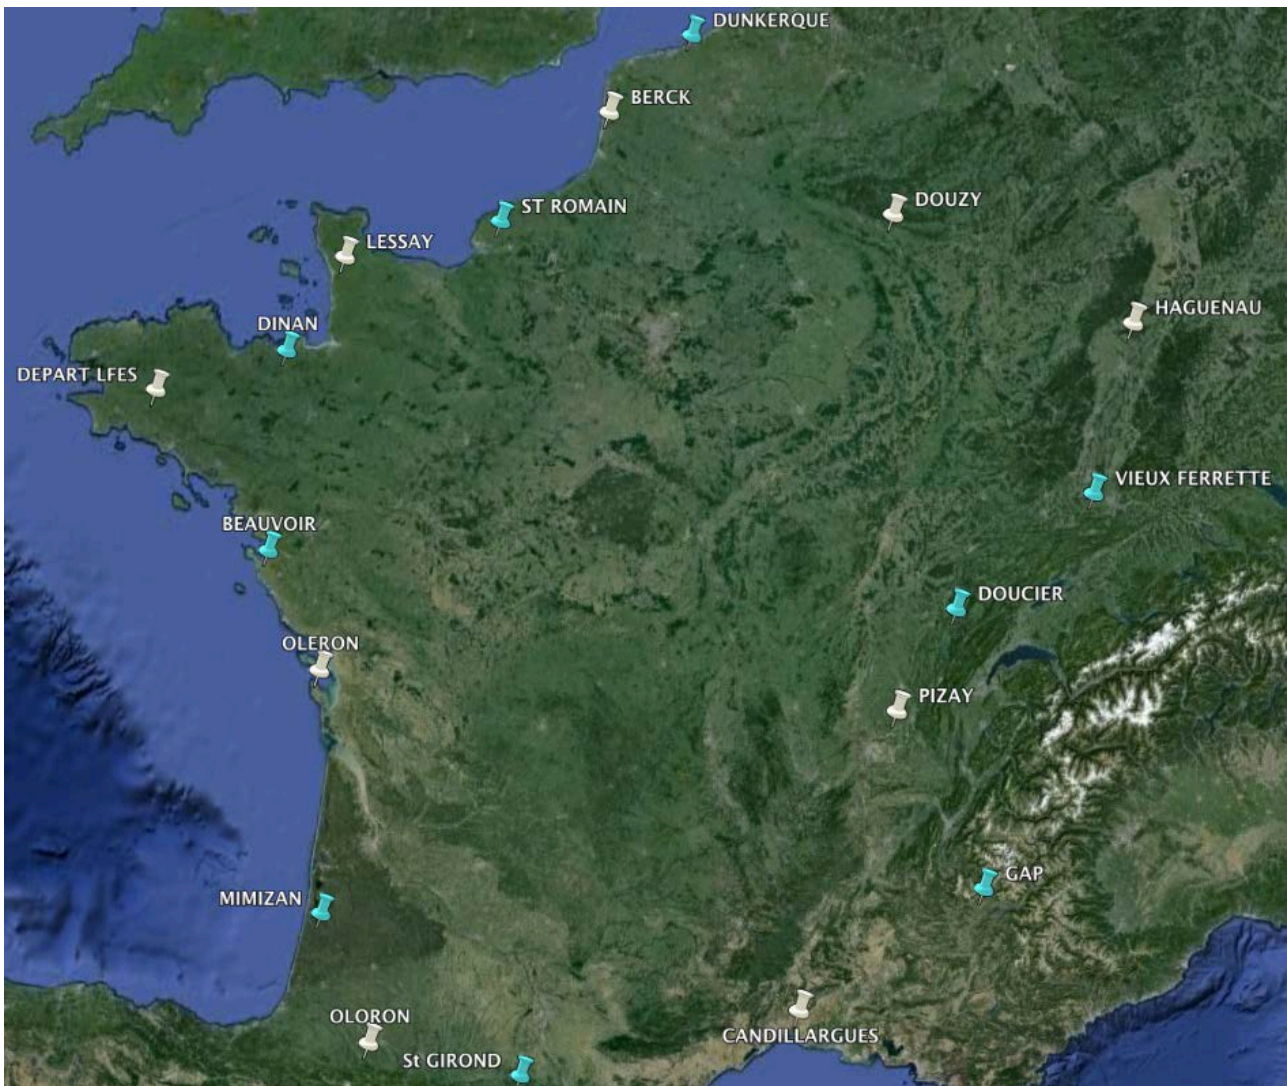 DUNKERQUE
BERCK
DOUZY
ST ROMAIN
LESSAY
HAGUENAU
DINAN
DEPART LFES
VIEUX FERRETTE
BEAUVOIR
DOUCIER
OLERON
PIZAY
GAP
MIMIZAN
OLORON
CANDILLARGUES
St GIROND